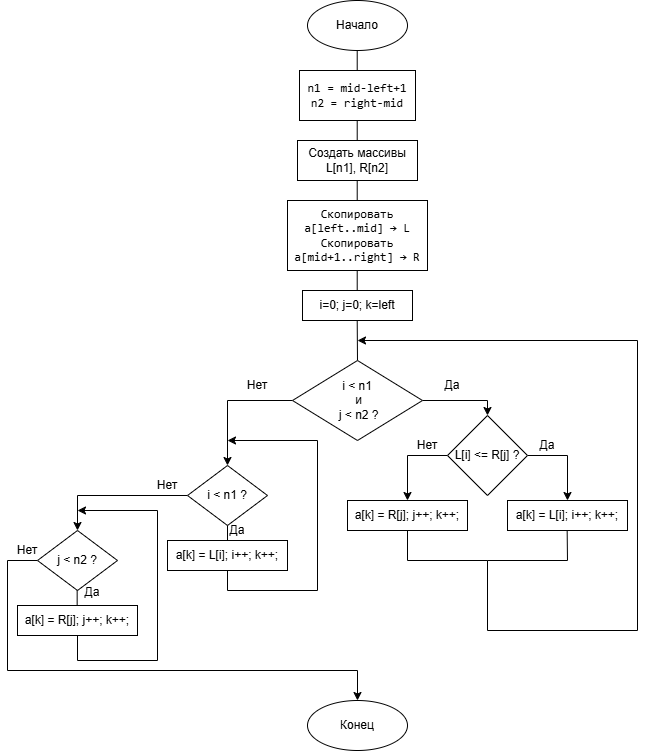 Начало
n1 = mid-left+1
n2 = right-mid
Создать массивы
L[n1], R[n2]
Скопировать
a[left..mid] → L
Скопировать
a[mid+1..right] → R
i=0; j=0; k=left
i < n1
и
j < n2 ?
Нет
Да
L[i] <= R[j] ?
Нет
Да
a[k] = R[j]; j++; k++;
a[k] = L[i]; i++; k++;
i < n1 ?
Нет
Да
a[k] = L[i]; i++; k++;
j < n2 ?
Нет
Да
a[k] = R[j]; j++; k++;
Конец